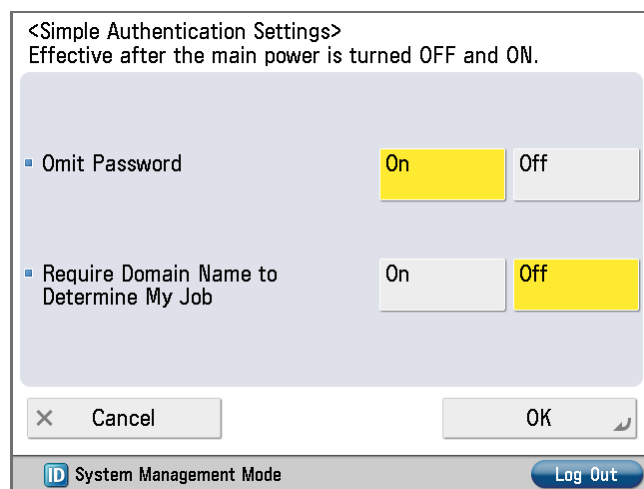 <Simple Authentication Settings>
Effective after the main power is turned OFF and ON.
Omit Password
On
Off
Require Domain Name to
Determine My Job
On
Off
Cancel
OK
ID System Management Mode
Log Out